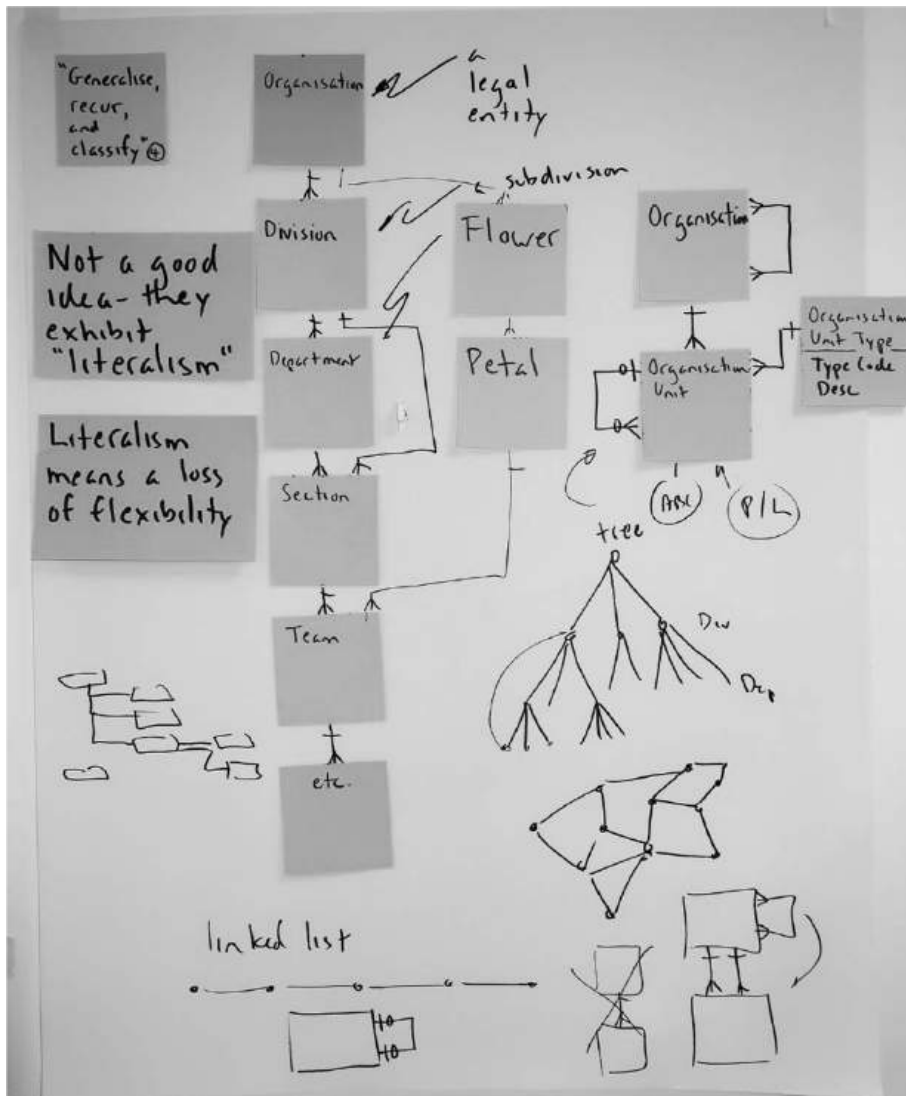 "Generalise,
recur,
and
classify" ④
Organisation
a
legal
entity
subdivision
Division
Flower
Organisation
Not a good
idea- they
exhibit
"literalism"
Department
Petal
Organisation
Unit
Organisation
Unit Type
Type Code
Desc
Literalism
means a loss
of flexibility
Section
P/L
tree
Team
Div
Dep
etc.
linked list